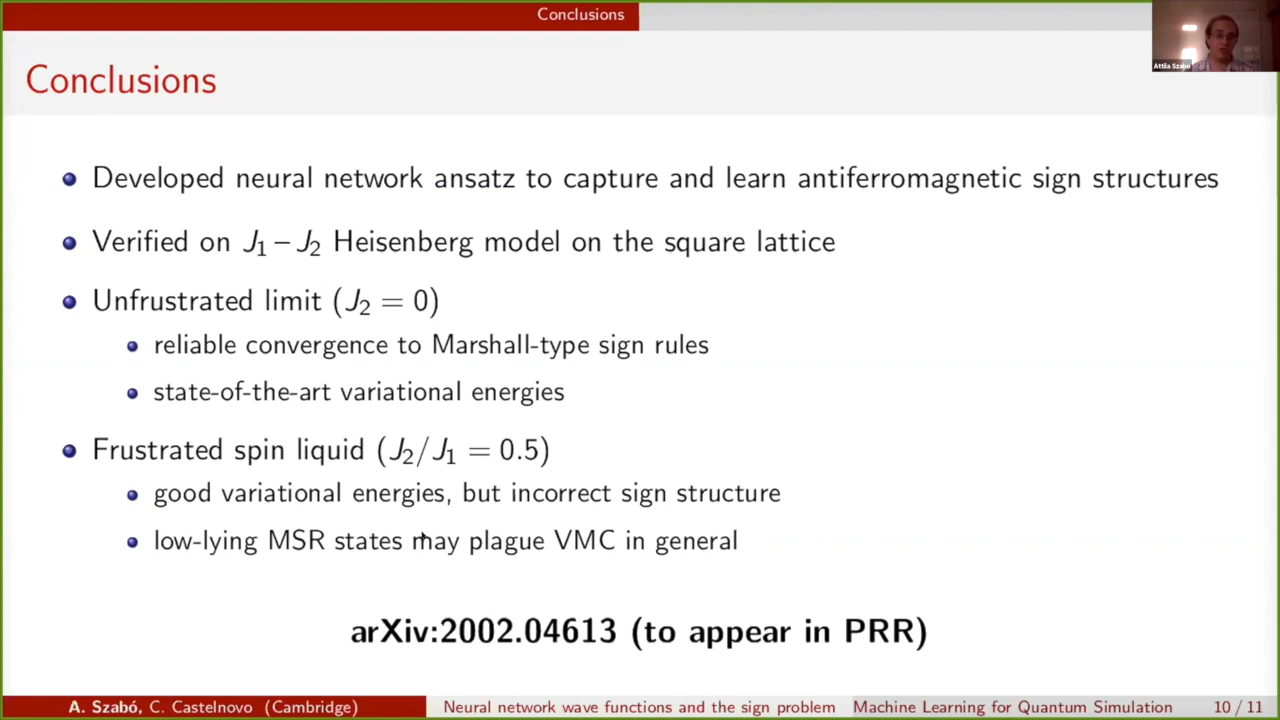 Conclusions
Attila Szabó
Conclusions
Developed neural network ansatz to capture and learn antiferromagnetic sign structures
Verified on J₁–J₂ Heisenberg model on the square lattice
Unfrustrated limit (J₂ = 0)
reliable convergence to Marshall-type sign rules
state-of-the-art variational energies
Frustrated spin liquid (J₂/J₁ = 0.5)
good variational energies, but incorrect sign structure
low-lying MSR states may plague VMC in general
arXiv:2002.04613 (to appear in PRR)
A. Szabó, C. Castelnovo (Cambridge) Neural network wave functions and the sign problem Machine Learning for Quantum Simulation 10 / 11